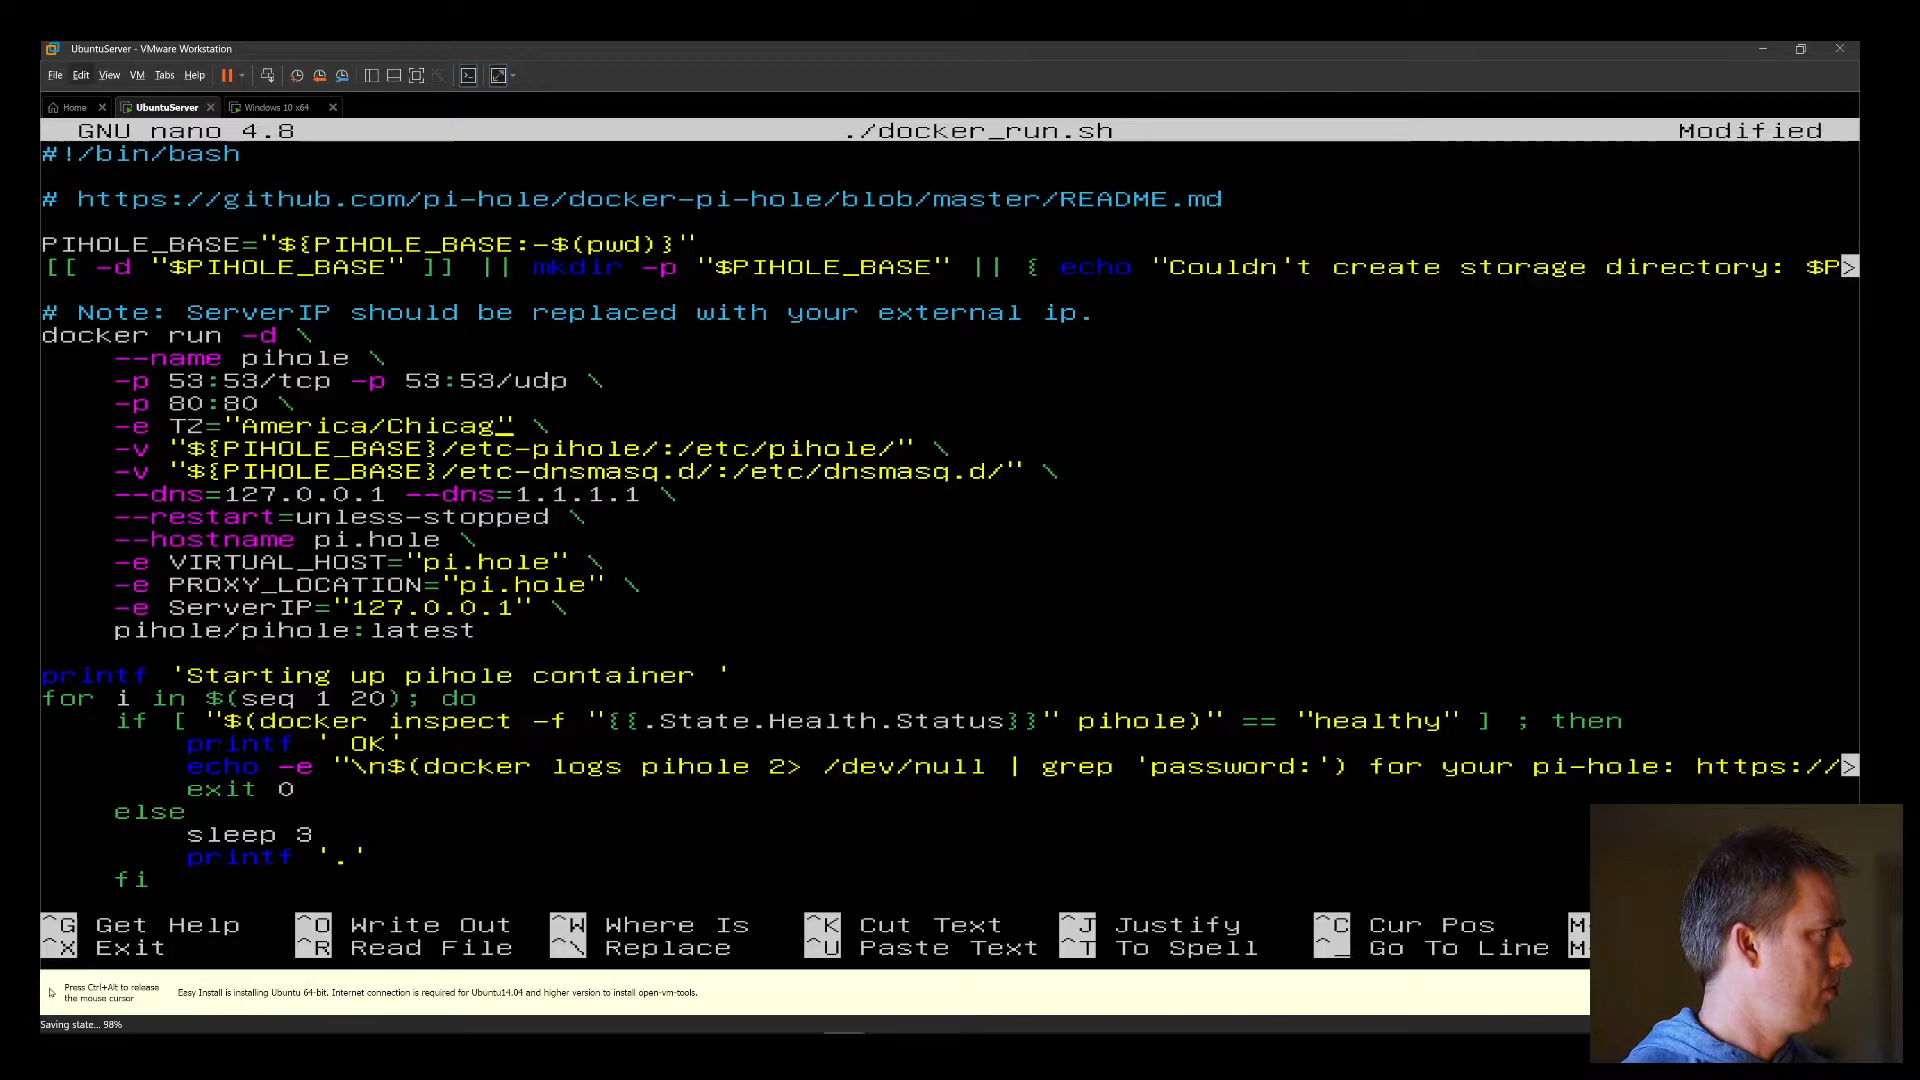 UbuntuServer - VMware Workstation
File Edit View VM Tabs Help
Home UbuntuServer Windows 10 x64
GNU nano 4.8 ./docker_run.sh Modified
#!/bin/bash
# https://github.com/pi-hole/docker-pi-hole/blob/master/README.md
PIHOLE_BASE="${PIHOLE_BASE:-$(pwd)}"
[[ -d "$PIHOLE_BASE" ]] || mkdir -p "$PIHOLE_BASE" || { echo "Couldn't create storage directory: $P>
# Note: ServerIP should be replaced with your external ip.
docker run -d \
--name pihole \
-p 53:53/tcp -p 53:53/udp \
-p 80:80 \
-e TZ="America/Chicag" \
-v "${PIHOLE_BASE}/etc-pihole/:/etc/pihole/" \
-v "${PIHOLE_BASE}/etc-dnsmasq.d/:/etc/dnsmasq.d/" \
--dns=127.0.0.1 --dns=1.1.1.1 \
--restart=unless-stopped \
--hostname pi.hole \
-e VIRTUAL_HOST="pi.hole" \
-e PROXY_LOCATION="pi.hole" \
-e ServerIP="127.0.0.1" \
pihole/pihole:latest
printf 'Starting up pihole container '
for i in $(seq 1 20); do
if [ "$(docker inspect -f "{{.State.Health.Status}}" pihole)" == "healthy" ] ; then
printf ' OK'
echo -e "\n$(docker logs pihole 2> /dev/null | grep 'password:') for your pi-hole: https://>
exit 0
else
sleep 3
printf '.'
fi
^G Get Help ^O Write Out ^W Where Is ^K Cut Text ^J Justify ^C Cur Pos M-
^X Exit ^R Read File ^\ Replace ^U Paste Text ^T To Spell ^_ Go To Line M-
Press Ctrl+Alt to release
the mouse cursor
Easy Install is installing Ubuntu 64-bit. Internet connection is required for Ubuntu14.04 and higher version to install open-vm-tools.
Saving state... 98%